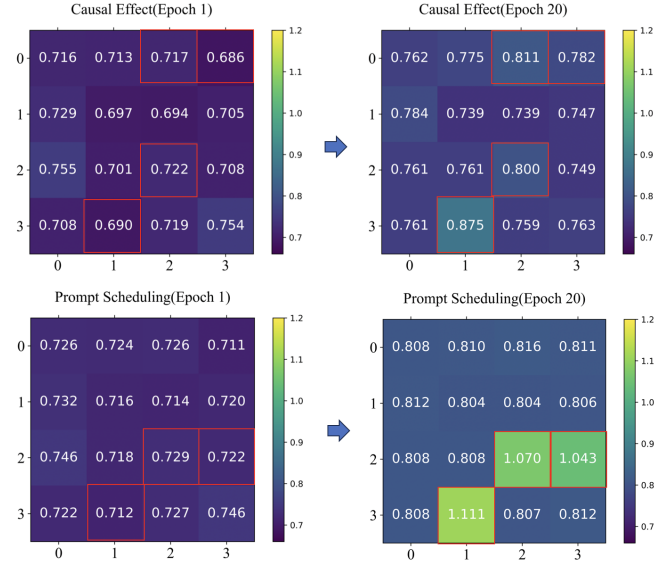 Causal Effect(Epoch 1)
0 0.716 0.713 0.717 0.686
1 0.729 0.697 0.694 0.705
2 0.755 0.701 0.722 0.708
3 0.708 0.690 0.719 0.754
0 1 2 3
1.2
1.1
1.0
0.9
0.8
0.7
Causal Effect(Epoch 20)
0 0.762 0.775 0.811 0.782
1 0.784 0.739 0.739 0.747
2 0.761 0.761 0.800 0.749
3 0.761 0.875 0.759 0.763
0 1 2 3
1.2
1.1
1.0
0.9
0.8
0.7
Prompt Scheduling(Epoch 1)
0 0.726 0.724 0.726 0.711
1 0.732 0.716 0.714 0.720
2 0.746 0.718 0.729 0.722
3 0.722 0.712 0.727 0.746
0 1 2 3
1.2
1.1
1.0
0.9
0.8
0.7
Prompt Scheduling(Epoch 20)
0 0.808 0.810 0.816 0.811
1 0.812 0.804 0.804 0.806
2 0.808 0.808 1.070 1.043
3 0.808 1.111 0.807 0.812
0 1 2 3
1.2
1.1
1.0
0.9
0.8
0.7